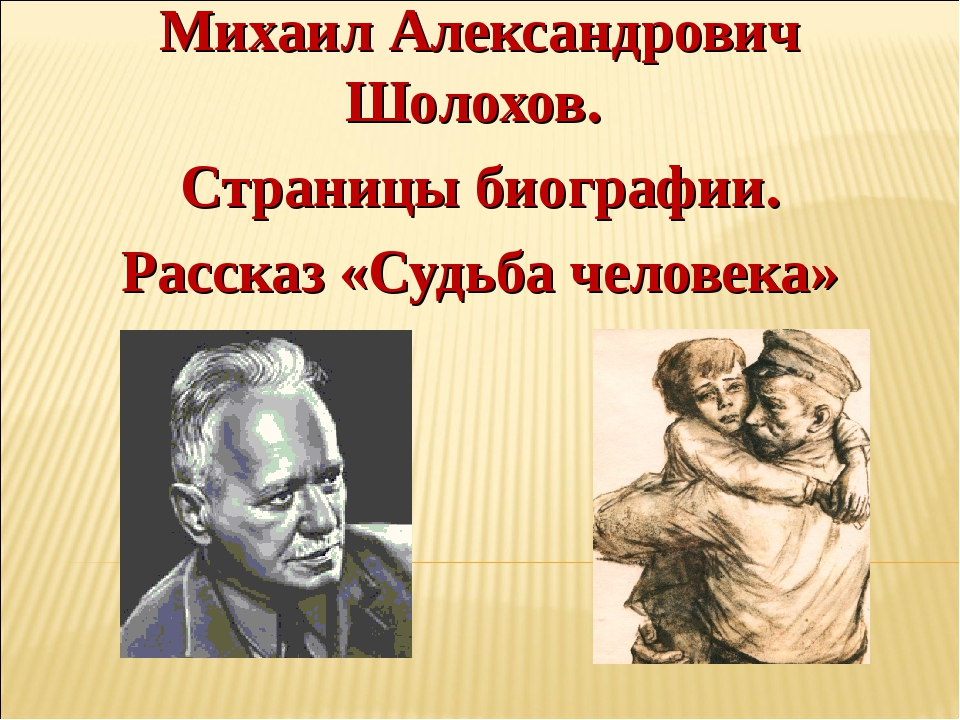 Михаил Александрович
Шолохов.
Страницы биографии.
Рассказ «Судьба человека»